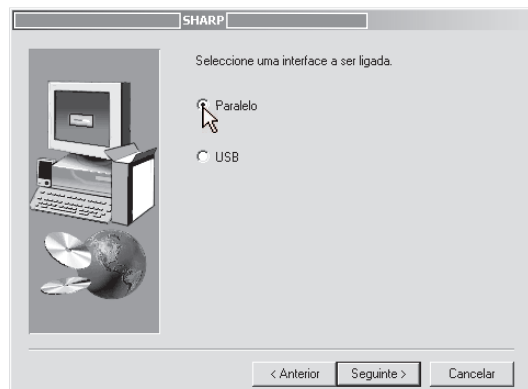 SHARP
Seleccione uma interface a ser ligada.
Paralelo
USB
< Anterior
Seguinte >
Cancelar